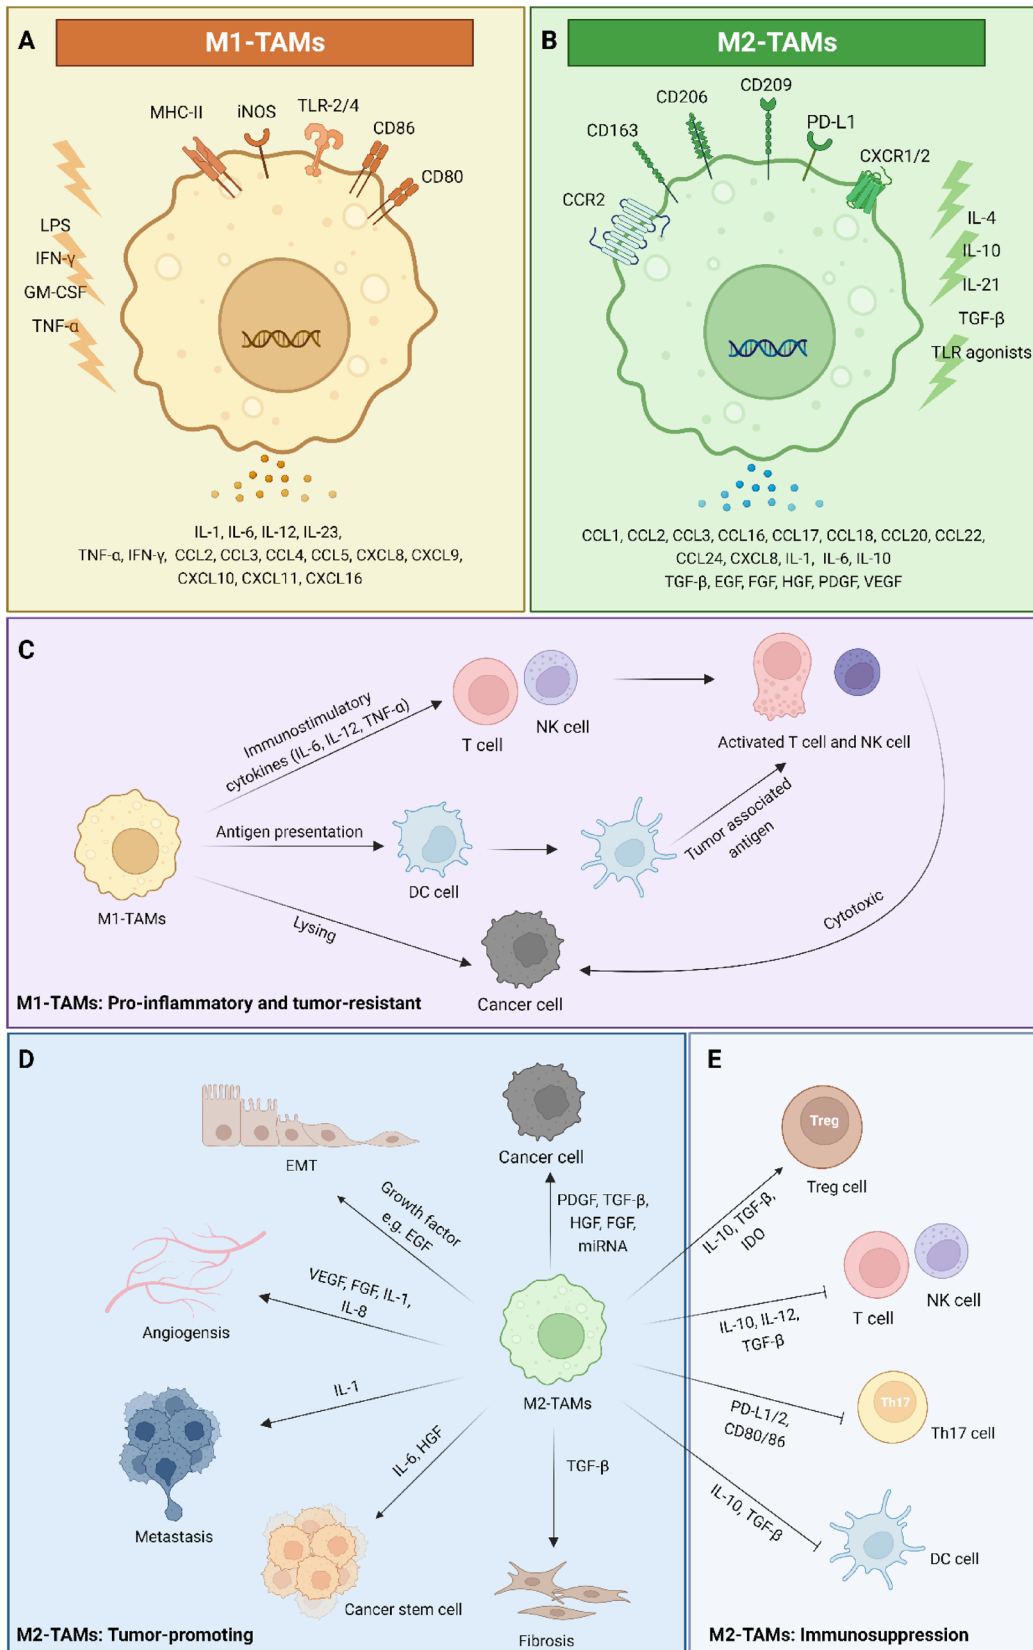 A
M1-TAMs
MHC-II
iNOS
TLR-2/4
CD86
CD80
LPS
IFN-γ
GM-CSF
TNF-α
IL-1, IL-6, IL-12, IL-23,
TNF-α, IFN-γ, CCL2, CCL3, CCL4, CCL5, CXCL8, CXCL9,
CXCL10, CXCL11, CXCL16
B
M2-TAMs
CCR2
CD163
CD206
CD209
PD-L1
CXCR1/2
IL-4
IL-10
IL-21
TGF-β
TLR agonists
CCL1, CCL2, CCL3, CCL16, CCL17, CCL18, CCL20, CCL22,
CCL24, CXCL8, IL-1, IL-6, IL-10
TGF-β, EGF, FGF, HGF, PDGF, VEGF
C
M1-TAMs
Immunostimulatory
cytokines (IL-6, IL-12, TNF-α)
T cell
NK cell
Activated T cell and NK cell
Antigen presentation
DC cell
Tumor associated
antigen
Lysing
Cancer cell
Cytotoxic
M1-TAMs: Pro-inflammatory and tumor-resistant
D
EMT
Growth factor
e.g. EGF
Cancer cell
PDGF, TGF-β,
HGF, FGF,
miRNA
Angiogensis
VEGF, FGF, IL-1,
IL-8
M2-TAMs
IL-1
Metastasis
IL-6, HGF
Cancer stem cell
TGF-β
Fibrosis
M2-TAMs: Tumor-promoting
E
Treg
Treg cell
IL-10, TGF-β,
IDO
T cell
NK cell
IL-10, IL-12,
TGF-β
Th17
Th17 cell
PD-L1/2,
CD80/86
IL-10, TGF-β
DC cell
M2-TAMs: Immunosuppression